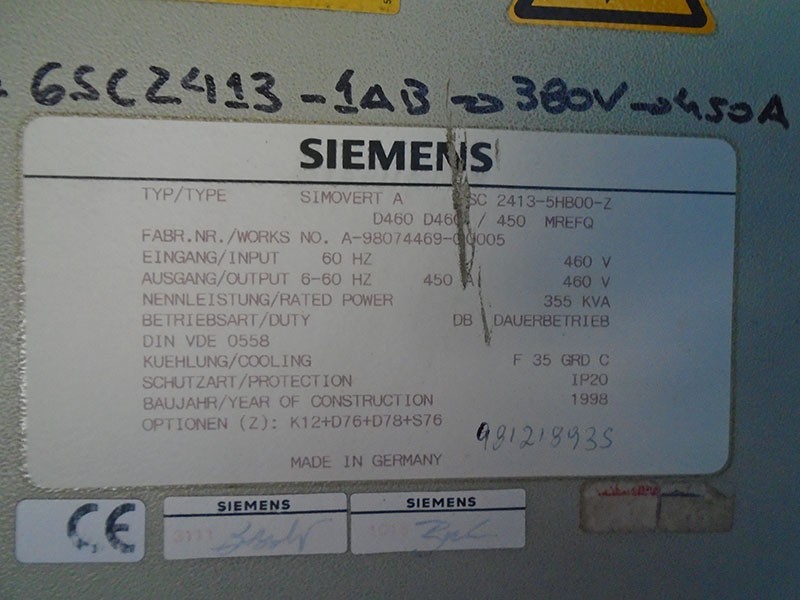 6SC2413-1AB → 380V → 450A
SIEMENS
TYP/TYPE SIMOVERT A SC 2413-5HB00-Z
D460 D460 / 450 MREFQ
FABR.NR./WORKS NO. A-98074469-00005
EINGANG/INPUT 60 HZ 460 V
AUSGANG/OUTPUT 6-60 HZ 450 A 460 V
NENNLEISTUNG/RATED POWER 355 KVA
BETRIEBSART/DUTY DB DAUERBETRIEB
DIN VDE 0558
KUEHLUNG/COOLING F 35 GRD C
SCHUTZART/PROTECTION IP20
BAUJAHR/YEAR OF CONSTRUCTION 1998
OPTIONEN (Z): K12+D76+D78+S76
981218935
MADE IN GERMANY
CE
SIEMENS
SIEMENS